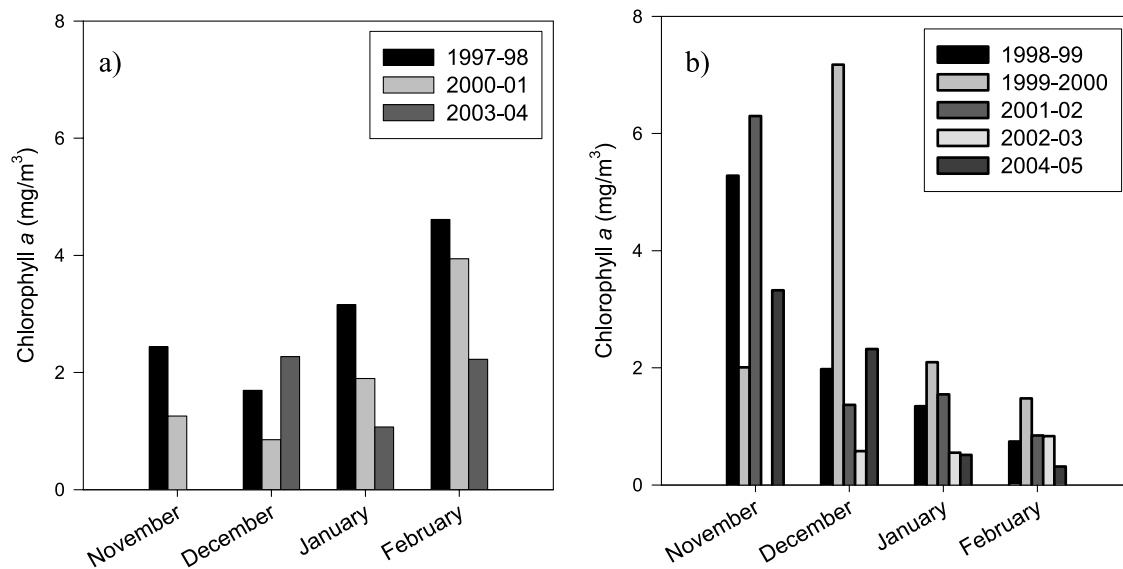 a)
1997-98
2000-01
2003-04
Chlorophyll a (mg/m³)
8
6
4
2
0
November
December
January
February
b)
1998-99
1999-2000
2001-02
2002-03
2004-05
Chlorophyll a (mg/m³)
8
6
4
2
0
November
December
January
February